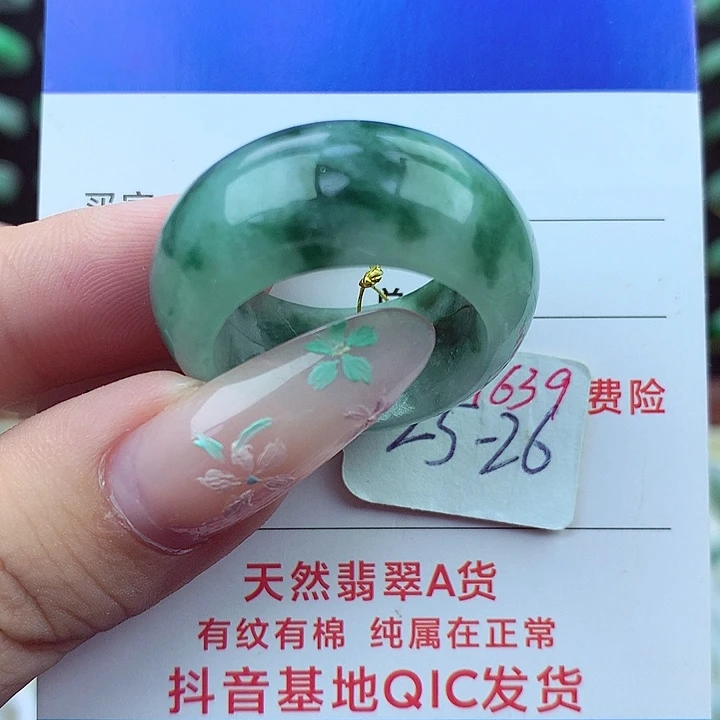 639
费险
25-26
天然翡翠A货
有纹有棉 纯属在正常
抖音基地QIC发货